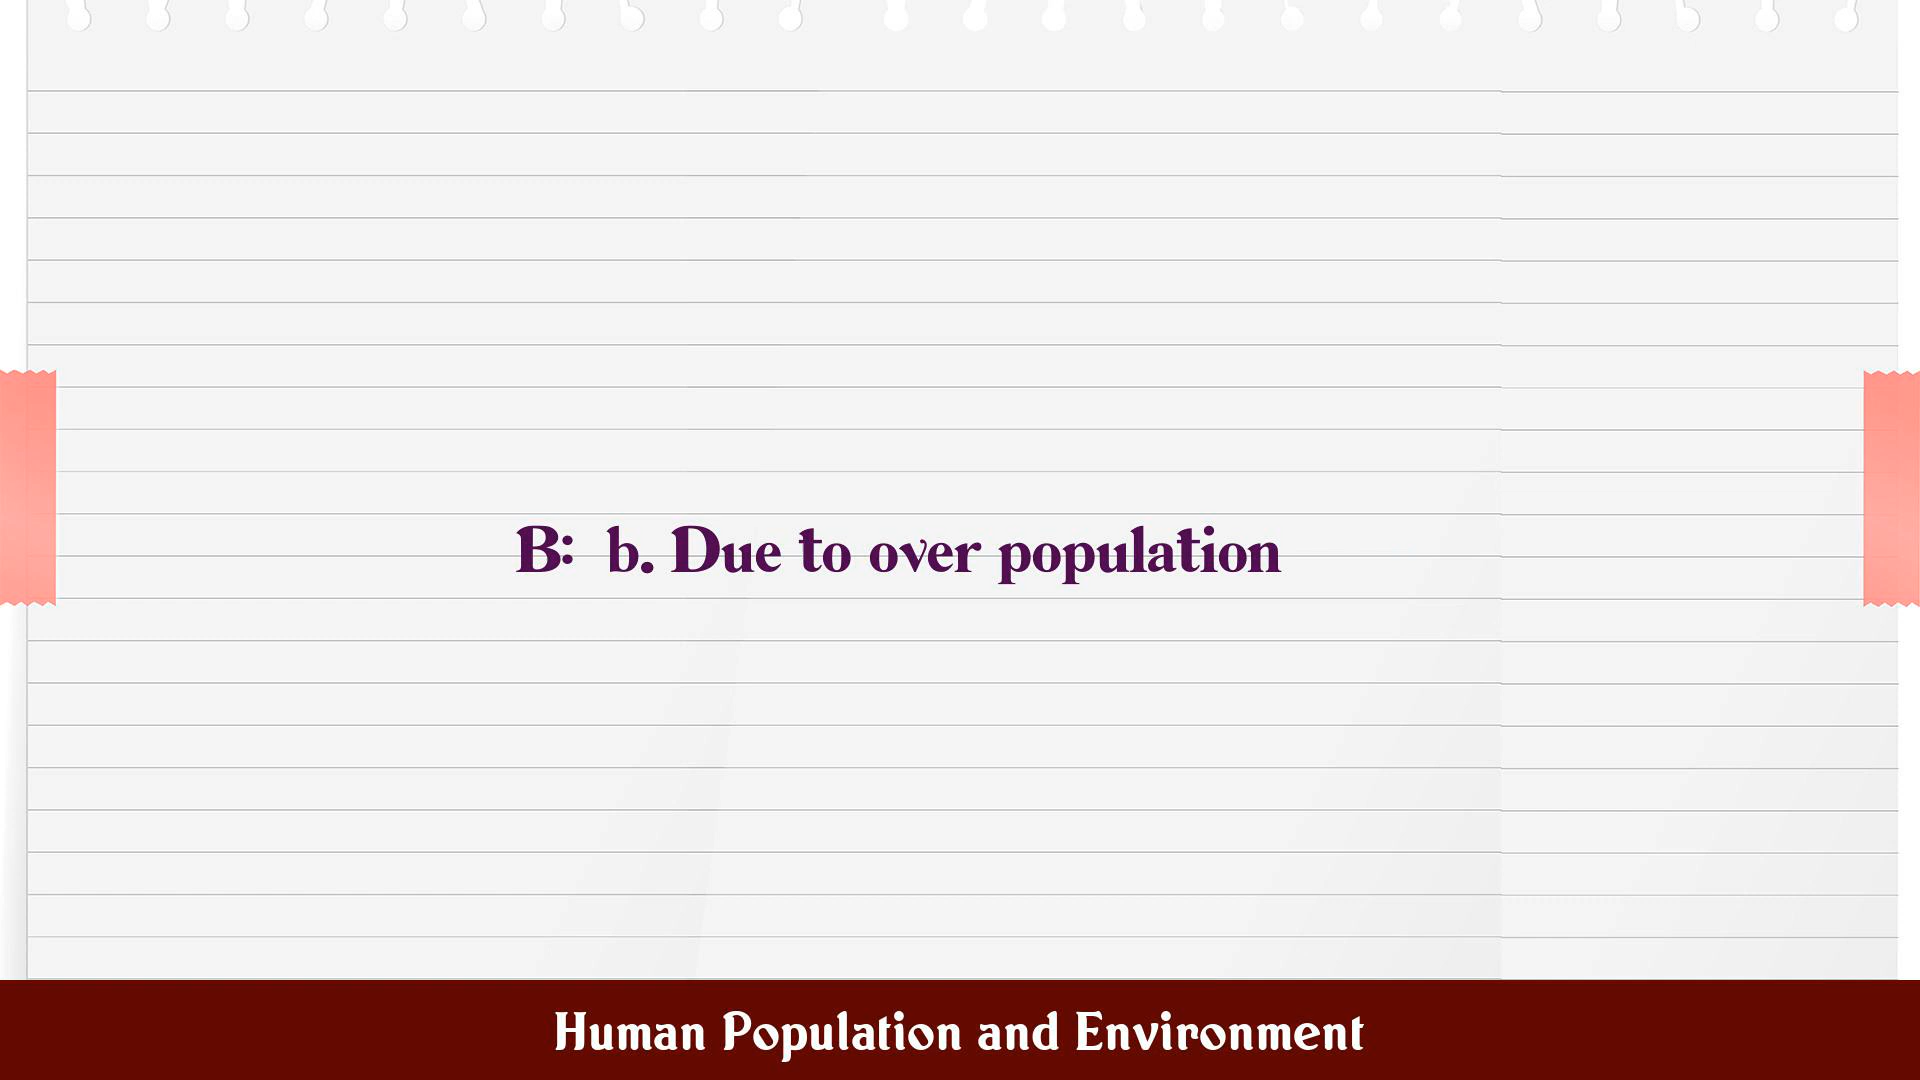 B: b. Due to over population
Human Population and Environment